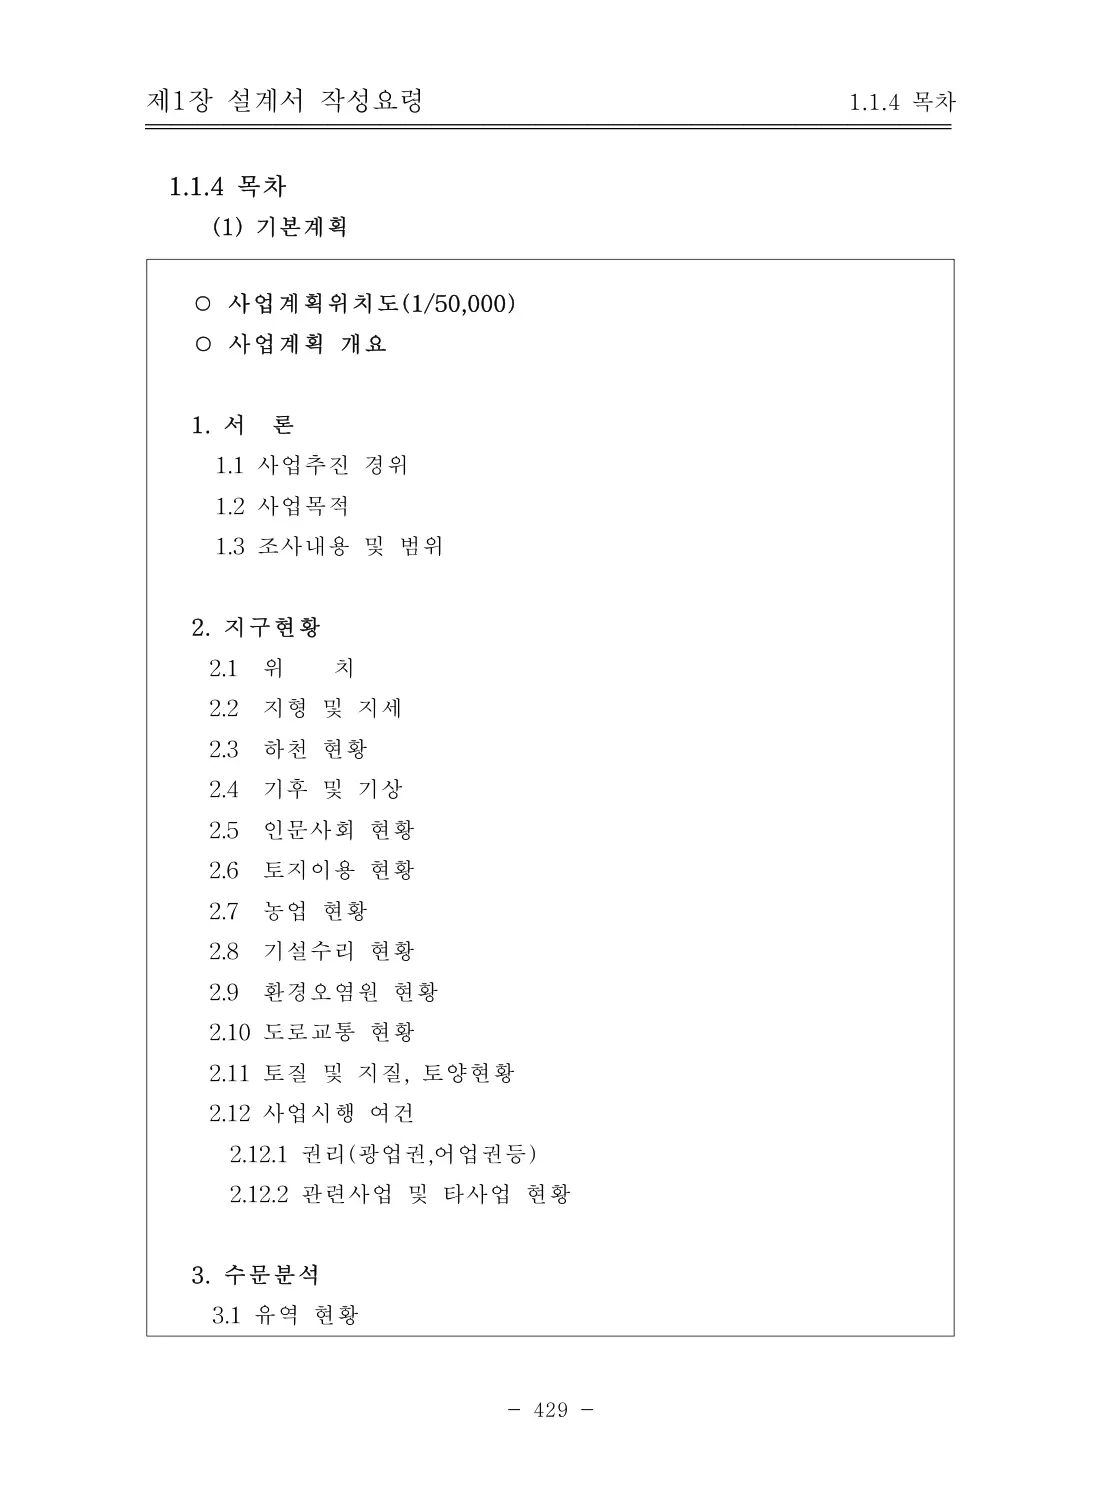 제1장 설계서 작성요령
1.1.4 목차
1.1.4 목차
(1) 기본계획
○ 사업계획위치도(1/50,000)
○ 사업계획 개요
1. 서 론
1.1 사업추진 경위
1.2 사업목적
1.3 조사내용 및 범위
2. 지구현황
2.1 위 치
2.2 지형 및 지세
2.3 하천 현황
2.4 기후 및 기상
2.5 인문사회 현황
2.6 토지이용 현황
2.7 농업 현황
2.8 기설수리 현황
2.9 환경오염원 현황
2.10 도로교통 현황
2.11 토질 및 지질, 토양현황
2.12 사업시행 여건
2.12.1 권리(광업권,어업권등)
2.12.2 관련사업 및 타사업 현황
3. 수문분석
3.1 유역 현황
- 429 -